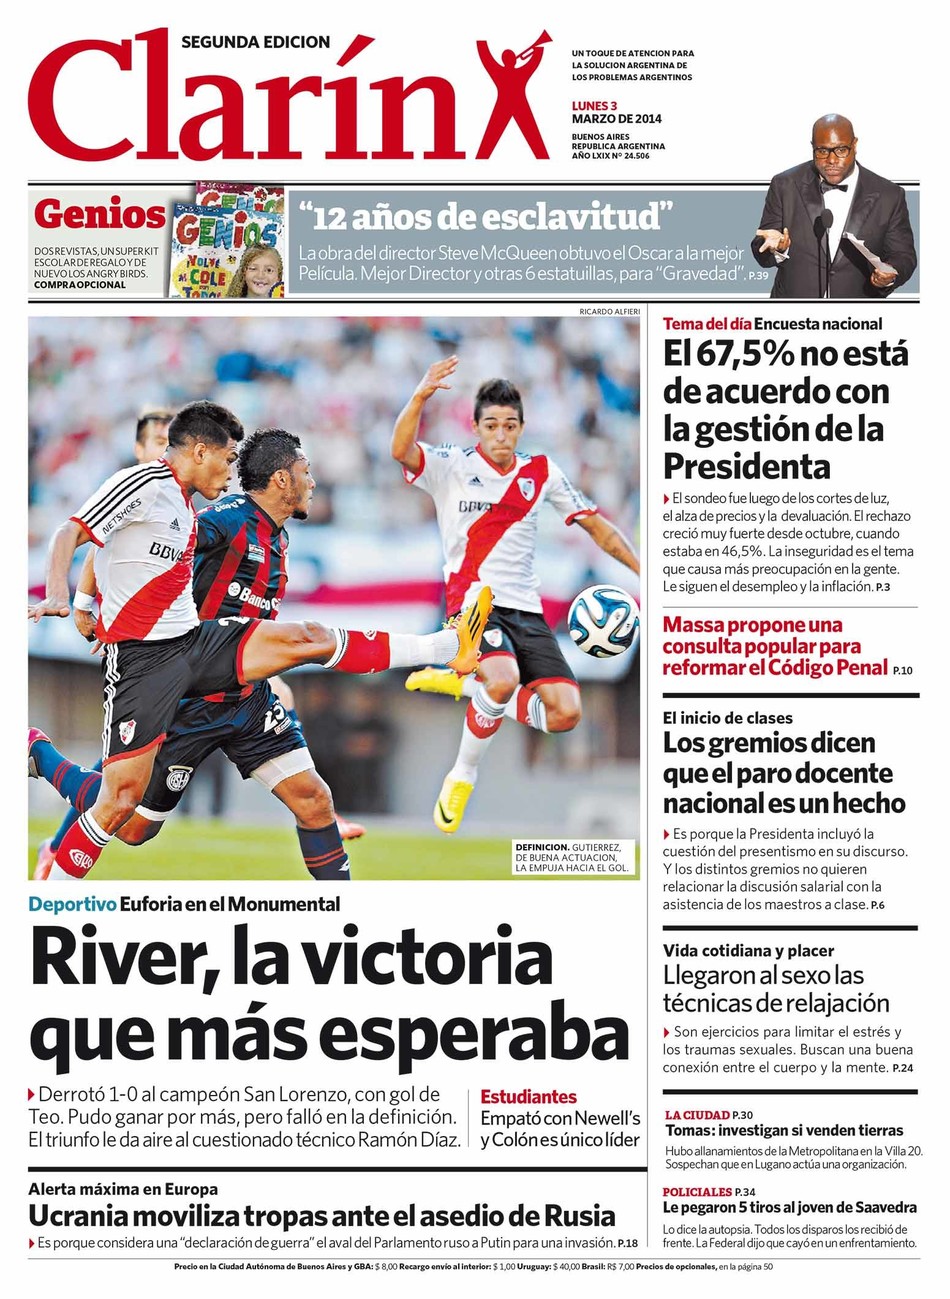 SEGUNDA EDICION
Clarín
UN TOQUE DE ATENCION PARA
LA SOLUCION ARGENTINA DE
LOS PROBLEMAS ARGENTINOS
LUNES 3
MARZO DE 2014
BUENOS AIRES
REPUBLICA ARGENTINA
AÑO LXIX Nº 24.506
Genios
DOS REVISTAS, UN SUPER KIT
ESCOLAR DE REGALO Y DE
NUEVO LOS ANGRY BIRDS.
COMPRA OPCIONAL
GENIOS
“12 años de esclavitud”
La obra del director Steve McQueen obtuvo el Oscar a la mejor
Película. Mejor Director y otras 6 estatuillas, para “Gravedad”. P.39
RICARDO ALFIERI
NETSHOES
BBVA
Banco
BBVA
25
DEFINICION. GUTIERREZ,
DE BUENA ACTUACION,
LA EMPUJA HACIA EL GOL.
Deportivo Euforia en el Monumental
River, la victoria
que más esperaba
Derrotó 1-0 al campeón San Lorenzo, con gol de
Teo. Pudo ganar por más, pero falló en la definición.
El triunfo le da aire al cuestionado técnico Ramón Díaz.
Estudiantes
Empató con Newell’s
y Colón es único líder
Alerta máxima en Europa
Ucrania moviliza tropas ante el asedio de Rusia
Es porque considera una “declaración de guerra” el aval del Parlamento ruso a Putin para una invasión. P.18
Tema del día Encuesta nacional
El 67,5% no está
de acuerdo con
la gestión de la
Presidenta
El sondeo fue luego de los cortes de luz,
el alza de precios y la devaluación. El rechazo
creció muy fuerte desde octubre, cuando
estaba en 46,5%. La inseguridad es el tema
que causa más preocupación en la gente.
Le siguen el desempleo y la inflación. P.3
Massa propone una
consulta popular para
reformar el Código Penal P.10
El inicio de clases
Los gremios dicen
que el paro docente
nacional es un hecho
Es porque la Presidenta incluyó la
cuestión del presentismo en su discurso.
Y los distintos gremios no quieren
relacionar la discusión salarial con la
asistencia de los maestros a clase. P.6
Vida cotidiana y placer
Llegaron al sexo las
técnicas de relajación
Son ejercicios para limitar el estrés y
los traumas sexuales. Buscan una buena
conexión entre el cuerpo y la mente. P.24
LA CIUDAD P.30
Tomas: investigan si venden tierras
Hubo allanamientos de la Metropolitana en la Villa 20.
Sospechan que en Lugano actúa una organización.
POLICIALES P.34
Le pegaron 5 tiros al joven de Saavedra
Lo dice la autopsia. Todos los disparos los recibió de
frente. La Federal dijo que cayó en un enfrentamiento.
Precio en la Ciudad Autónoma de Buenos Aires y GBA: $ 8,00 Recargo envío al interior: $ 1,00 Uruguay: $ 40,00 Brasil: R$ 7,00 Precios de opcionales, en la página 50